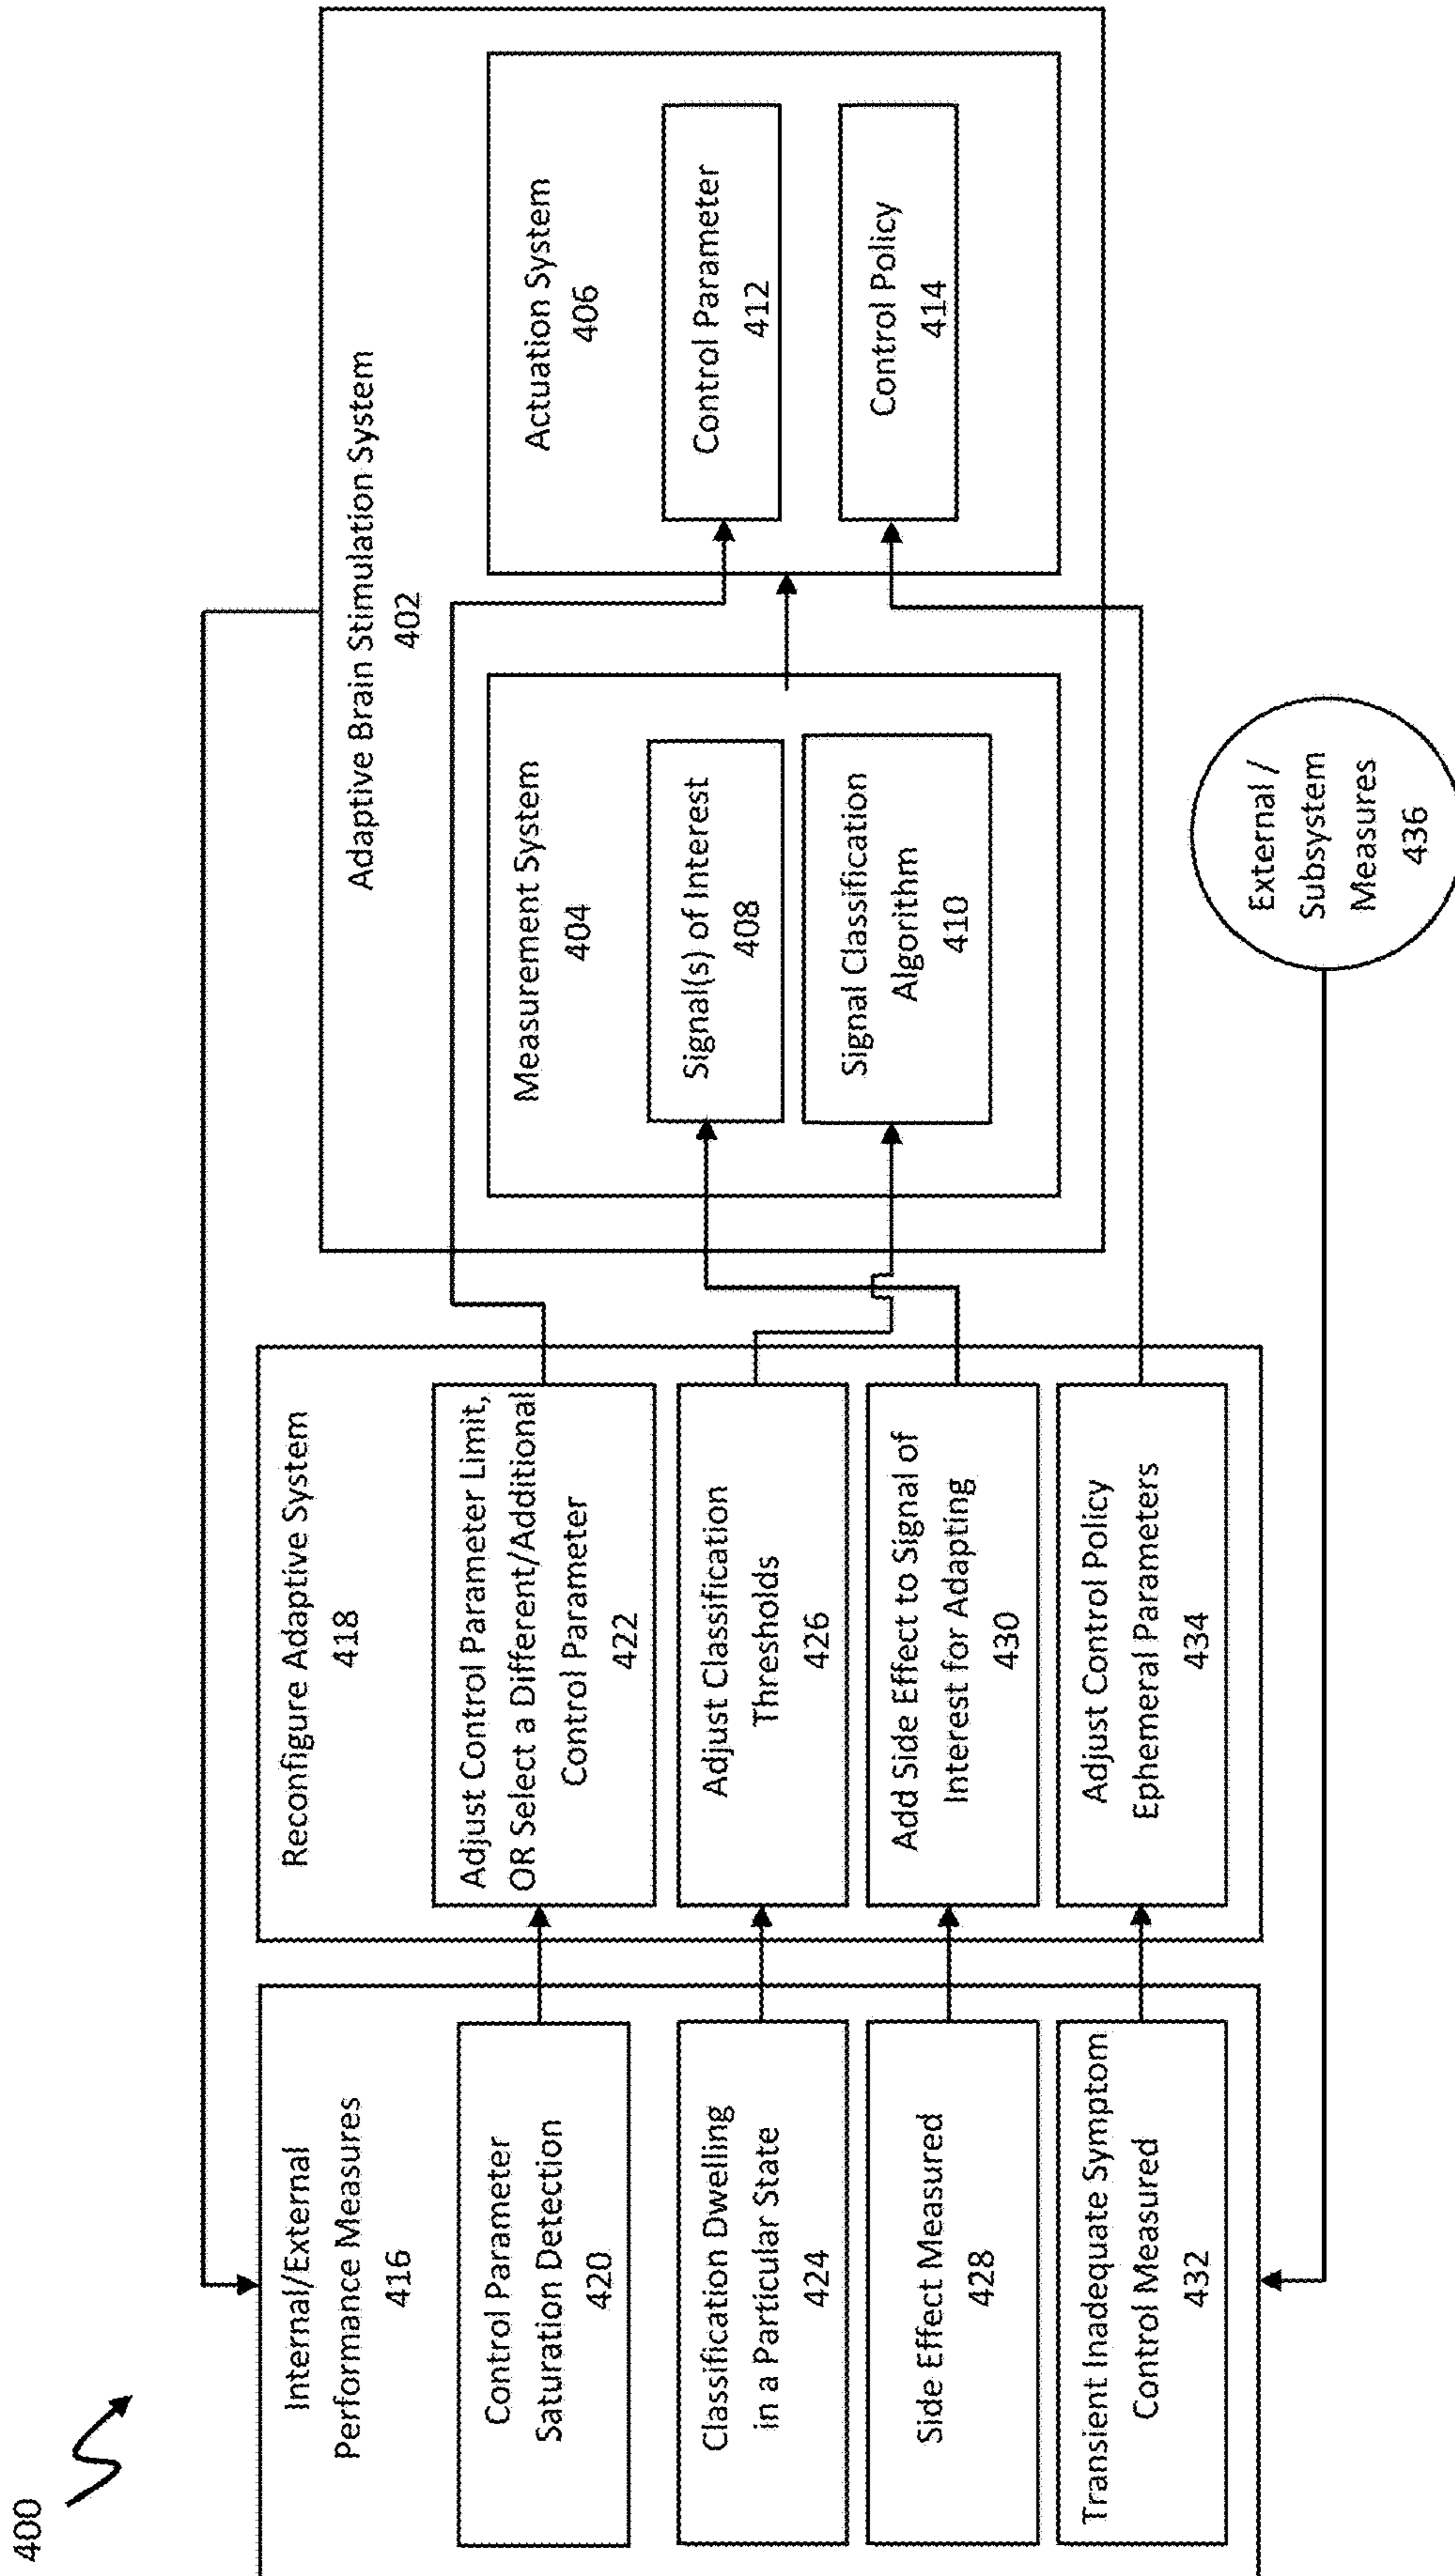 400
Internal/External
Performance Measures
416
Control Parameter
Saturation Detection
420
Classification Dwelling
in a Particular State
424
Side Effect Measured
428
Transient Inadequate Symptom
Control Measured
432
Reconfigure Adaptive System
418
Adjust Control Parameter Limit,
OR Select a Different/Additional
Control Parameter
422
Adjust Classification
Thresholds
426
Add Side Effect to Signal of
Interest for Adapting
430
Adjust Control Policy
Ephemeral Parameters
434
Adaptive Brain Stimulation System
402
Measurement System
404
Signal(s) of Interest
408
Signal Classification
Algorithm
410
Actuation System
406
Control Parameter
412
Control Policy
414
External /
Subsystem
Measures
436